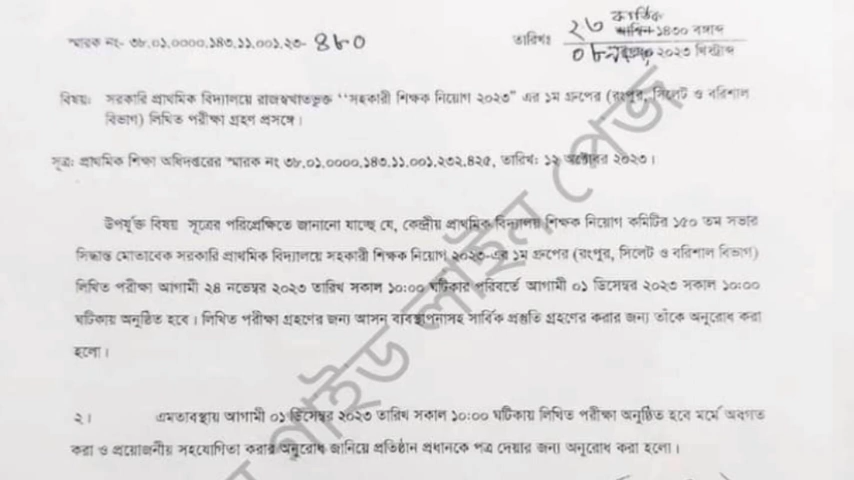 স্মারক নং- ৩৮.০১.০০০০.১৪৩.১১.০০১.২৩- ৪৮০
তারিখঃ ২৩ কার্তিক আশ্বিন ১৪৩০ বঙ্গাব্দ
০৮ নভেম্বর ২০২৩ খ্রিস্টাব্দ
বিষয়ঃ সরকারি প্রাথমিক বিদ্যালয়ে রাজস্বখাতভুক্ত "সহকারী শিক্ষক নিয়োগ ২০২৩" এর ১ম গ্রুপের (রংপুর, সিলেট ও বরিশাল
বিভাগ) লিখিত পরীক্ষা গ্রহণ প্রসঙ্গে।
সূত্র: প্রাথমিক শিক্ষা অধিদপ্তরের স্মারক নং ৩৮.০১.০০০০.১৪৩.১১.০০১.২৩২.৪২৫, তারিখ: ১২ অক্টোবর ২০২৩।
উপর্যুক্ত বিষয় সূত্রের পরিপ্রেক্ষিতে জানানো যাচ্ছে যে, কেন্দ্রীয় প্রাথমিক বিদ্যালয় শিক্ষক নিয়োগ কমিটির ১৫০ তম সভার
সিদ্ধান্ত মোতাবেক সরকারি প্রাথমিক বিদ্যালয়ে সহকারী শিক্ষক নিয়োগ ২০২৩-এর ১ম গ্রুপের (রংপুর, সিলেট ও বরিশাল বিভাগ)
লিখিত পরীক্ষা আগামী ২৪ নভেম্বর ২০২৩ তারিখ সকাল ১০:০০ ঘটিকার পরিবর্তে আগামী ০১ ডিসেম্বর ২০২৩ সকাল ১০:০০
ঘটিকায় অনুষ্ঠিত হবে। লিখিত পরীক্ষা গ্রহণের জন্য আসন ব্যবস্থাপনাসহ সার্বিক প্রস্তুতি গ্রহণের করার জন্য তাঁকে অনুরোধ করা
হলো।
২। এমতাবস্থায় আগামী ০১ ডিসেম্বর ২০২৩ তারিখ সকাল ১০:০০ ঘটিকায় লিখিত পরীক্ষা অনুষ্ঠিত হবে মর্মে অবগত
করা ও প্রয়োজনীয় সহযোগিতা করার অনুরোধ জানিয়ে প্রতিষ্ঠান প্রধানকে পত্র দেয়ার জন্য অনুরোধ করা হলো।
গাইড লাইন পেজ